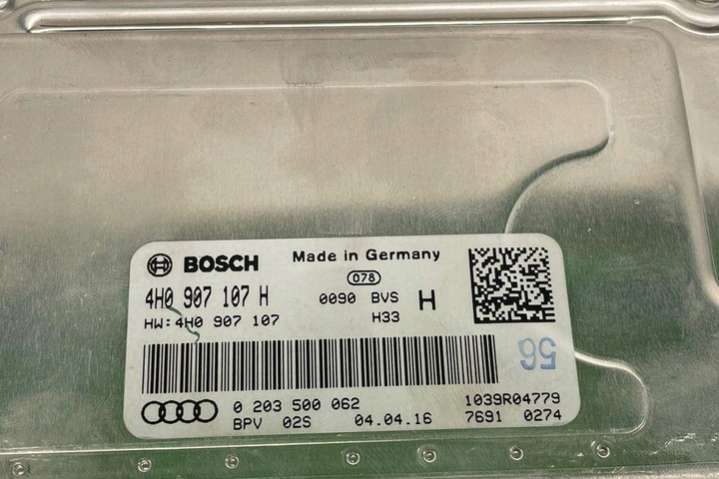 BOSCH Made in Germany
078
4H0 907 107 H 0090 BVS H
HW:4H0 907 107 H33
56
0 203 500 062 1039R04779
BPV 02S 04.04.16 7691 0274